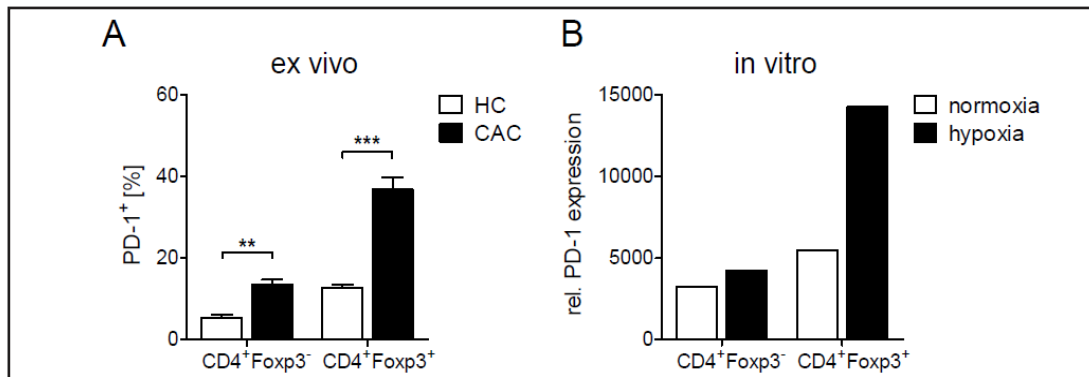 A
ex vivo
60
40
20
0
PD-1⁺ [%]
**
***
CD4⁺Foxp3⁻ CD4⁺Foxp3⁺
HC
CAC
B
in vitro
15000
10000
5000
0
rel. PD-1 expression
CD4⁺Foxp3⁻ CD4⁺Foxp3⁺
normoxia
hypoxia